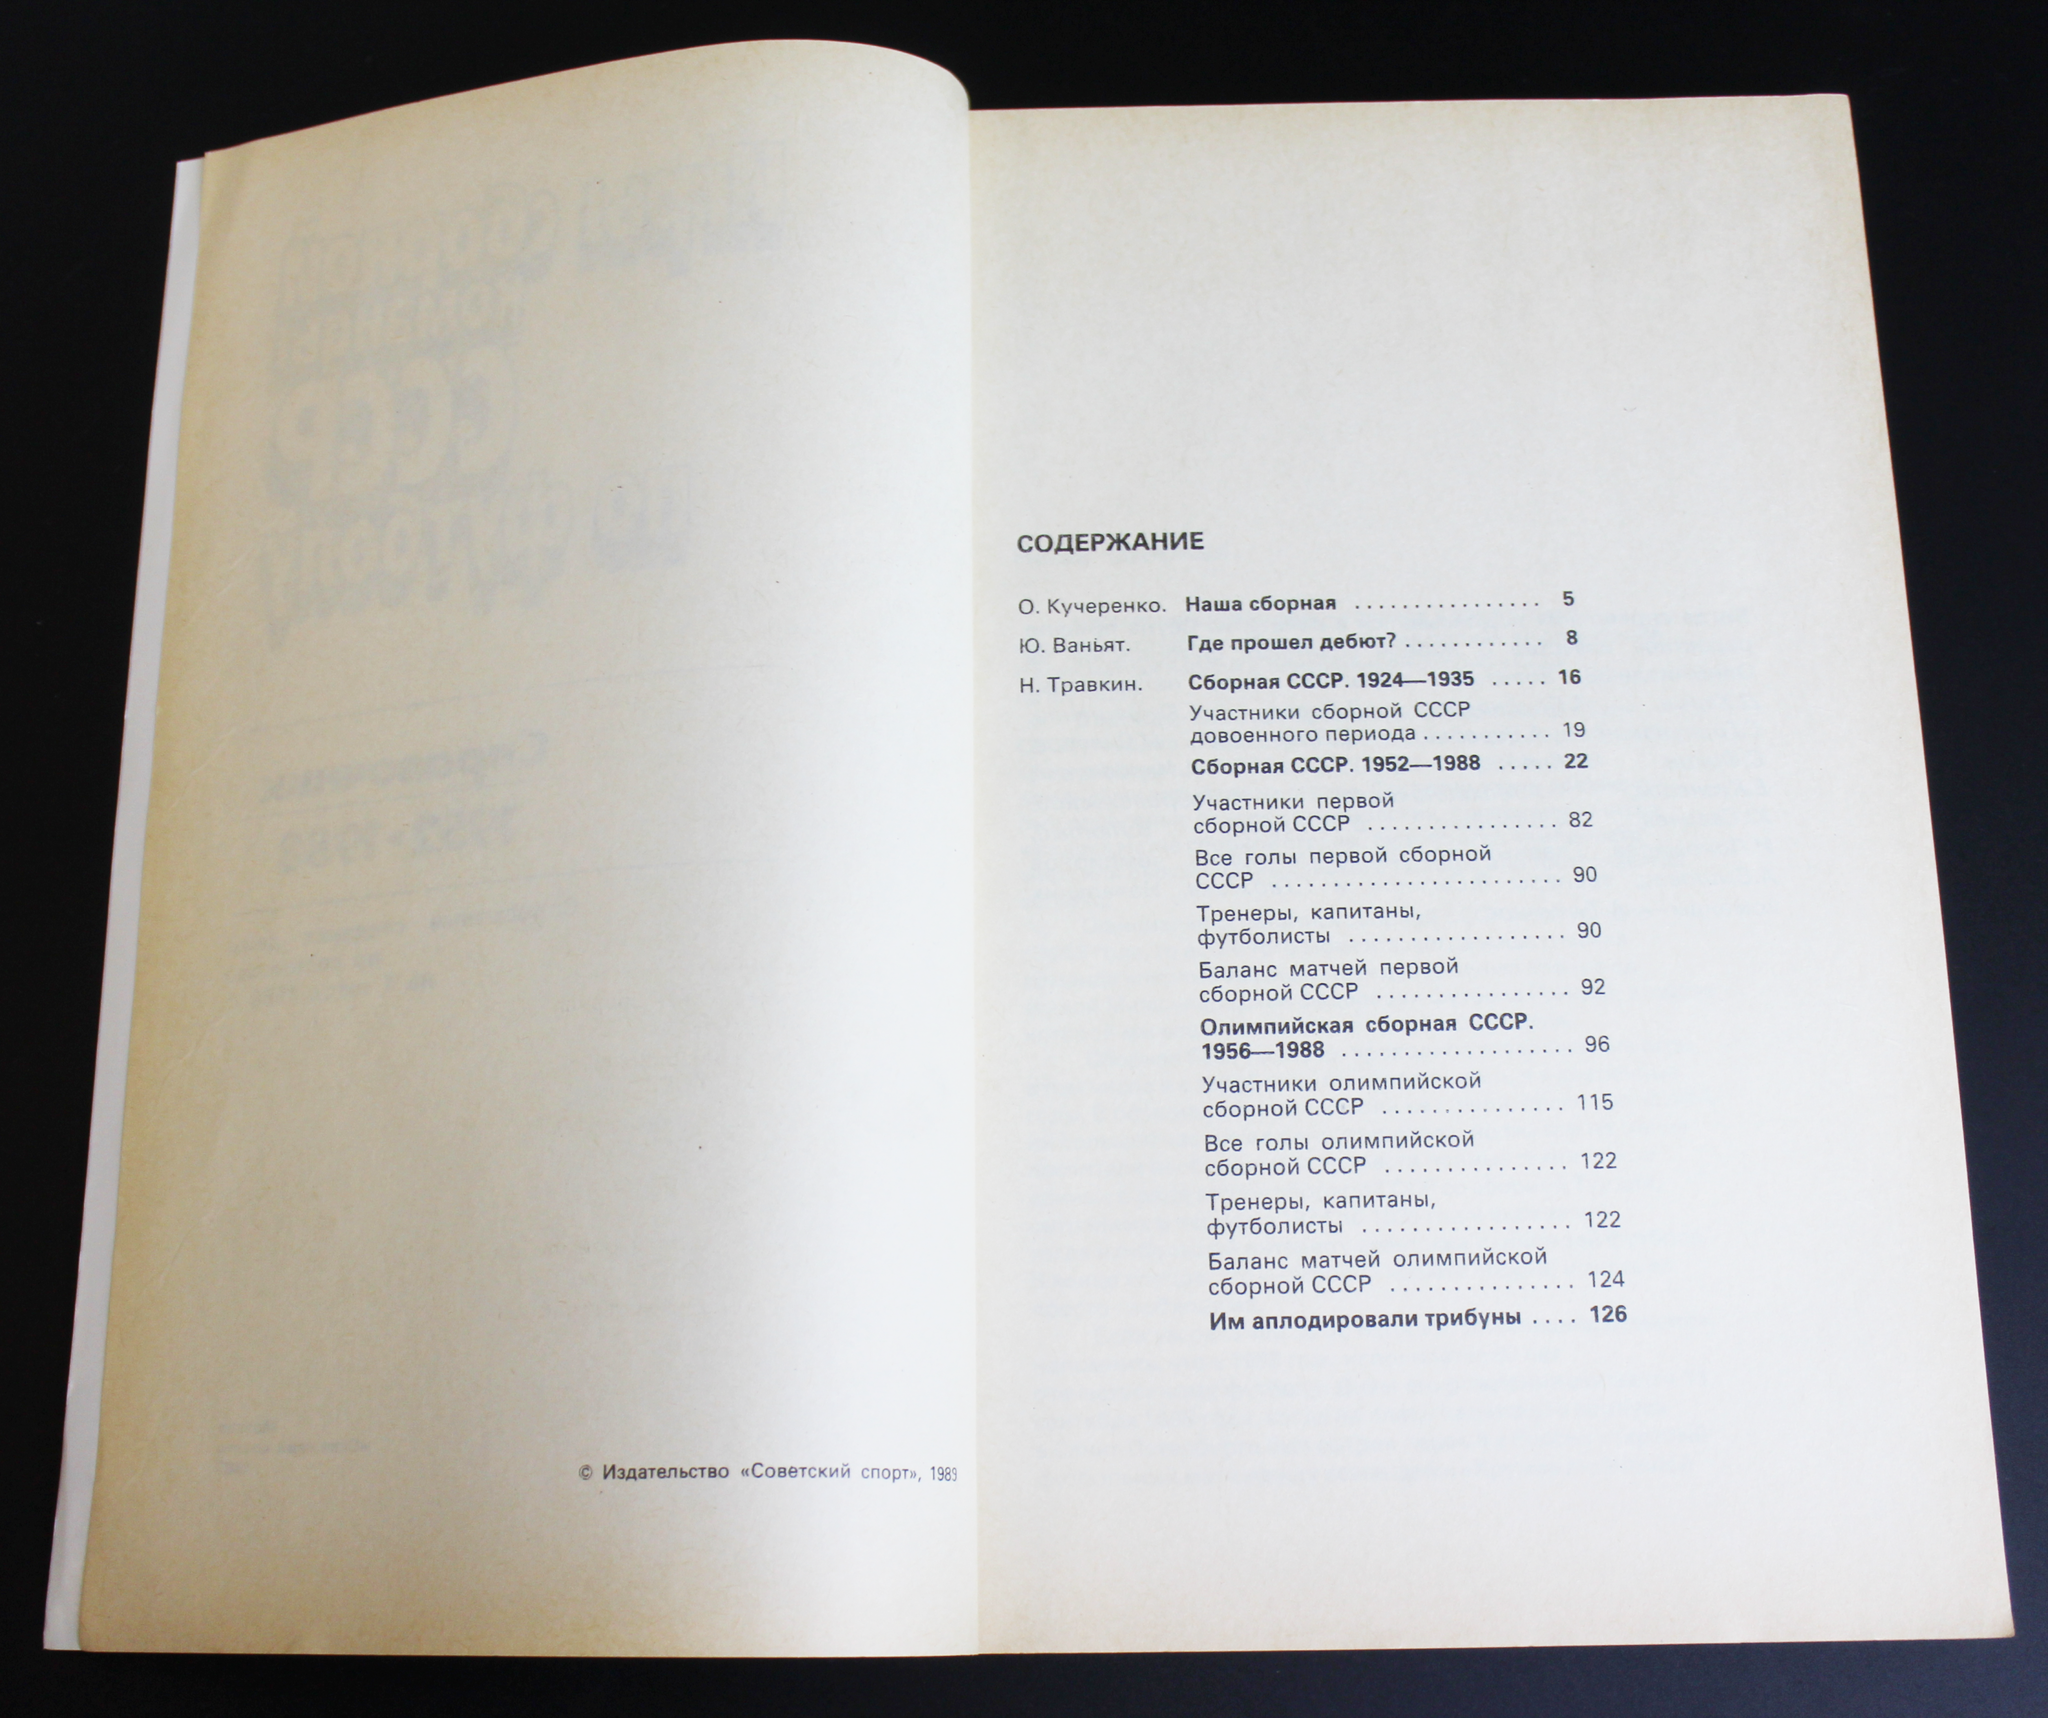 © Издательство «Советский спорт», 1989
СОДЕРЖАНИЕ
О. Кучеренко. Наша сборная ................ 5
Ю. Ваньят. Где прошел дебют? ............ 8
Н. Травкин. Сборная СССР. 1924—1935 ..... 16
Участники сборной СССР
довоенного периода ........... 19
Сборная СССР. 1952—1988 ..... 22
Участники первой
сборной СССР ................ 82
Все голы первой сборной
СССР ........................ 90
Тренеры, капитаны,
футболисты .................. 90
Баланс матчей первой
сборной СССР ................ 92
Олимпийская сборная СССР.
1956—1988 ................... 96
Участники олимпийской
сборной СССР ............... 115
Все голы олимпийской
сборной СССР ............... 122
Тренеры, капитаны,
футболисты .................. 122
Баланс матчей олимпийской
сборной СССР ............... 124
Им аплодировали трибуны .... 126